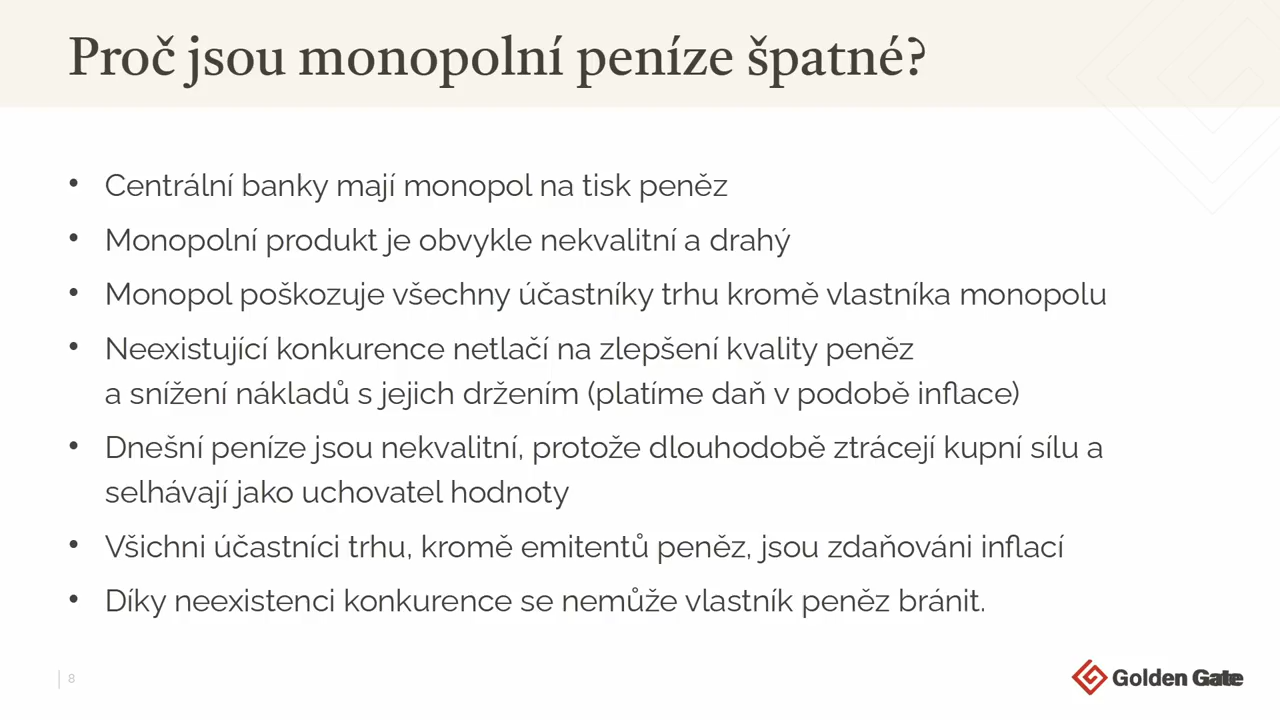 Proč jsou monopolní peníze špatné?
• Centrální banky mají monopol na tisk peněz
• Monopolní produkt je obvykle nekvalitní a drahý
• Monopol poškozuje všechny účastníky trhu kromě vlastníka monopolu
• Neexistující konkurence netlačí na zlepšení kvality peněz
a snížení nákladů s jejich držením (platíme daň v podobě inflace)
• Dnešní peníze jsou nekvalitní, protože dlouhodobě ztrácejí kupní sílu a
selhávají jako uchovatel hodnoty
• Všichni účastníci trhu, kromě emitentů peněz, jsou zdaňováni inflací
• Díky neexistenci konkurence se nemůže vlastník peněz bránit.
8
Golden Gate